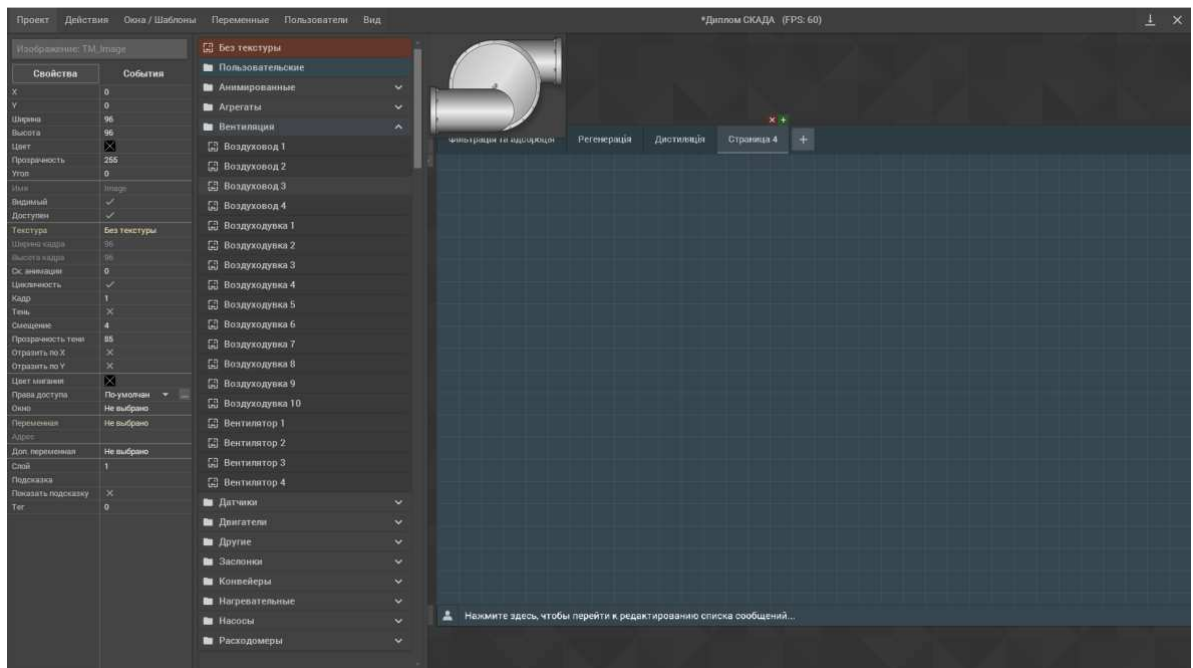 Проект Действия Окна / Шаблоны Переменные Пользователи Вид *Диплом СКАДА (FPS: 60)
Изображение: TM_Image
Свойства События
X 0
Y 0
Ширина 96
Высота 96
Цвет
Прозрачность 255
Угол 0
Имя Image
Видимый
Доступен
Текстура Без текстуры
Ширина кадра 96
Высота кадра 96
Ск. анимации 0
Цикличность
Кадр 1
Тень
Смещение 4
Прозрачность тени 85
Отразить по X
Отразить по Y
Цвет мигания
Права доступа По-умолчан ...
Окно Не выбрано
Переменная Не выбрано
Адрес
Доп. переменная Не выбрано
Слой 1
Подсказка
Показать подсказку
Тег 0
Без текстуры
Пользовательские
Анимированные
Агрегаты
Вентиляция
Воздуховод 1
Воздуховод 2
Воздуховод 3
Воздуховод 4
Воздуходувка 1
Воздуходувка 2
Воздуходувка 3
Воздуходувка 4
Воздуходувка 5
Воздуходувка 6
Воздуходувка 7
Воздуходувка 8
Воздуходувка 9
Воздуходувка 10
Вентилятор 1
Вентилятор 2
Вентилятор 3
Вентилятор 4
Датчики
Двигатели
Другие
Заслонки
Конвейеры
Нагревательные
Насосы
Расходомеры
Фильтрація та адсорбція Регенерація Дистиляція Страница 4 +
Нажмите здесь, чтобы перейти к редактированию списка сообщений...